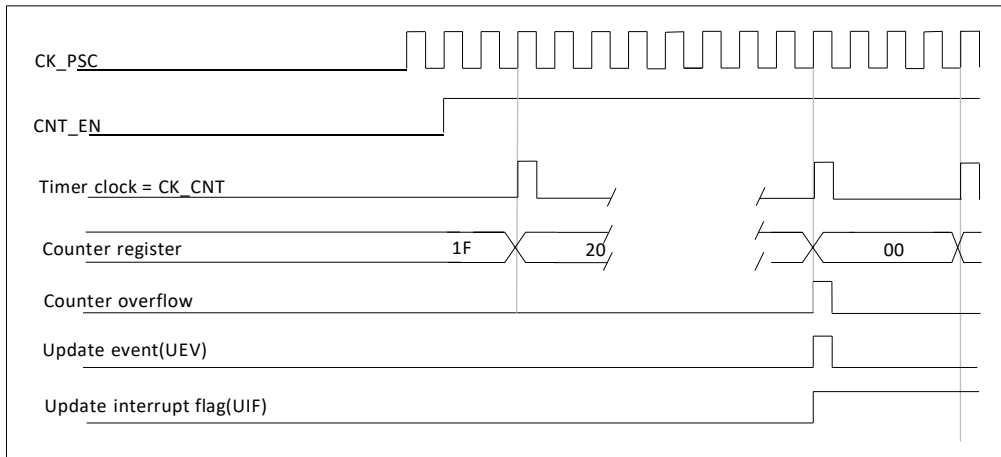 CK_PSC
CNT_EN
Timer clock = CK_CNT
Counter register 1F 20 00
Counter overflow
Update event(UEV)
Update interrupt flag(UIF)